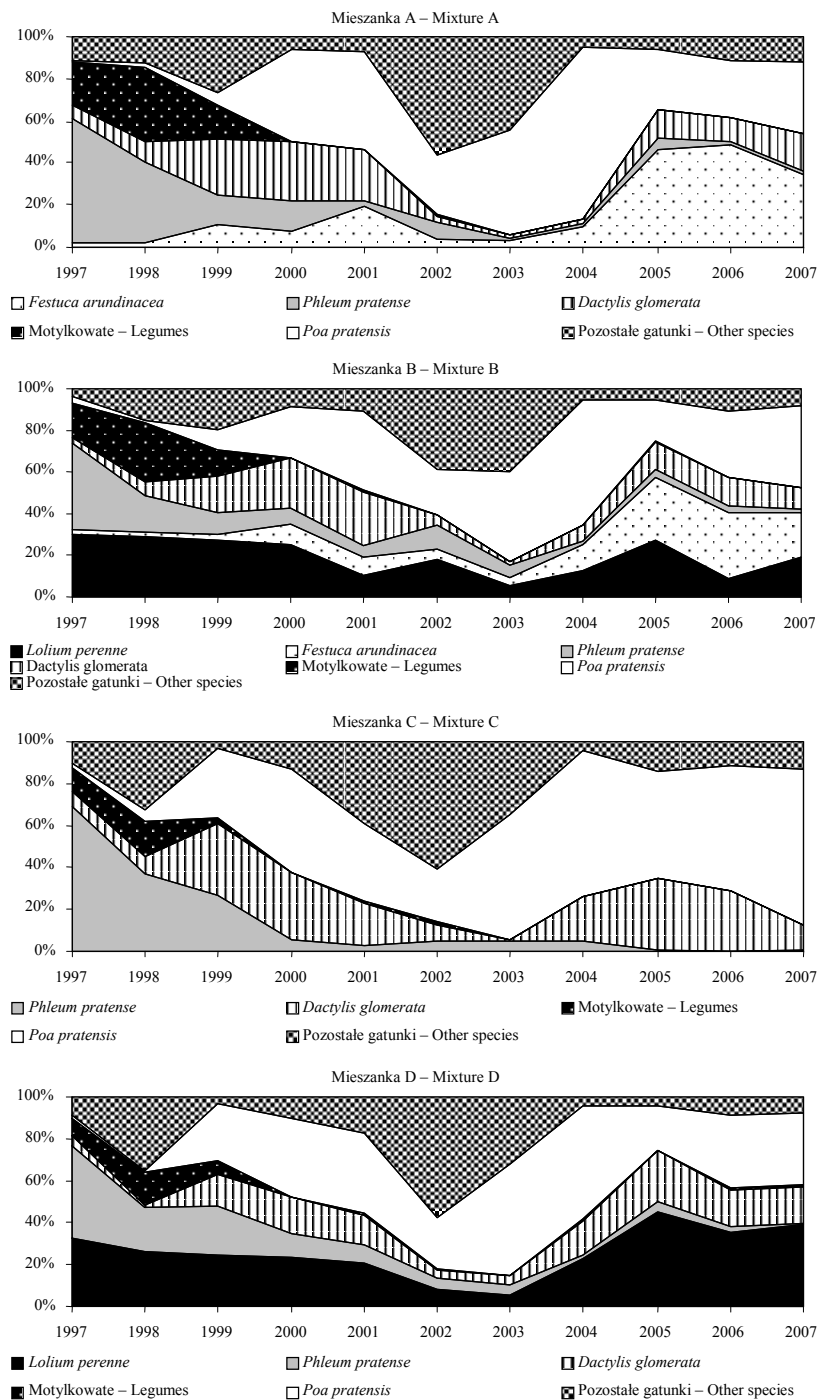 Mieszanka A – Mixture A
100%
80%
60%
40%
20%
0%
1997 1998 1999 2000 2001 2002 2003 2004 2005 2006 2007
Festuca arundinacea Phleum pratense Dactylis glomerata
Motylkowate – Legumes Poa pratensis Pozostałe gatunki – Other species
Mieszanka B – Mixture B
100%
80%
60%
40%
20%
0%
1997 1998 1999 2000 2001 2002 2003 2004 2005 2006 2007
Lolium perenne Festuca arundinacea Phleum pratense
Dactylis glomerata Motylkowate – Legumes Poa pratensis
Pozostałe gatunki – Other species
Mieszanka C – Mixture C
100%
80%
60%
40%
20%
0%
1997 1998 1999 2000 2001 2002 2003 2004 2005 2006 2007
Phleum pratense Dactylis glomerata Motylkowate – Legumes
Poa pratensis Pozostałe gatunki – Other species
Mieszanka D – Mixture D
100%
80%
60%
40%
20%
0%
1997 1998 1999 2000 2001 2002 2003 2004 2005 2006 2007
Lolium perenne Phleum pratense Dactylis glomerata
Motylkowate – Legumes Poa pratensis Pozostałe gatunki – Other species